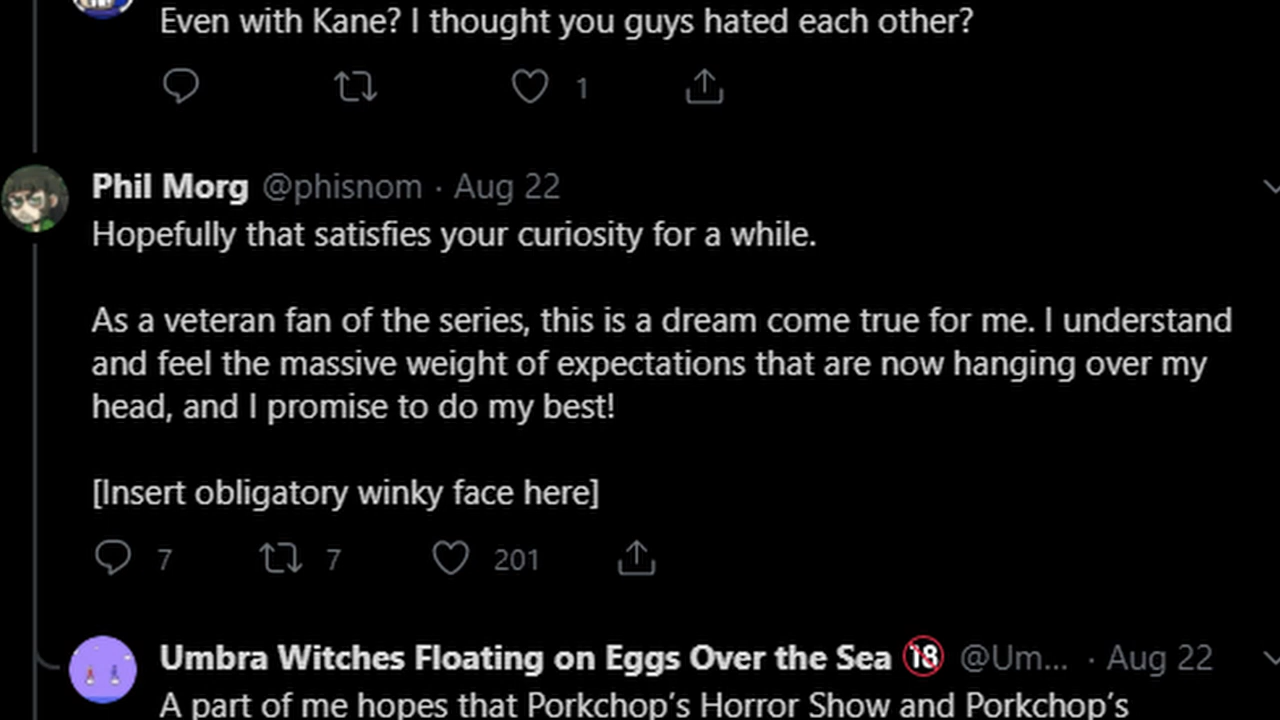 Even with Kane? I thought you guys hated each other?
1
Phil Morg @phisnom · Aug 22
Hopefully that satisfies your curiosity for a while.
As a veteran fan of the series, this is a dream come true for me. I understand
and feel the massive weight of expectations that are now hanging over my
head, and I promise to do my best!
[Insert obligatory winky face here]
7 7 201
Umbra Witches Floating on Eggs Over the Sea 🔞 @Um... · Aug 22
A part of me hopes that Porkchop’s Horror Show and Porkchop’s